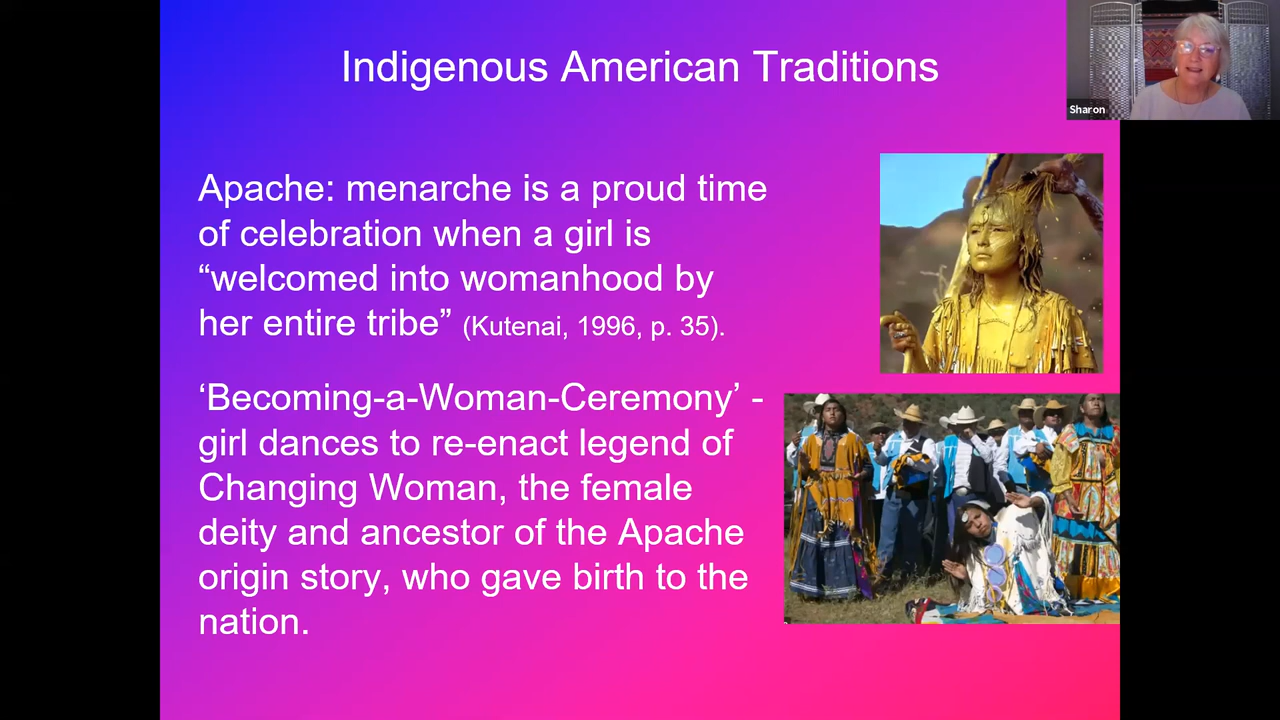 Indigenous American Traditions
Sharon
Apache: menarche is a proud time
of celebration when a girl is
“welcomed into womanhood by
her entire tribe” (Kutenai, 1996, p. 35).
‘Becoming-a-Woman-Ceremony’ -
girl dances to re-enact legend of
Changing Woman, the female
deity and ancestor of the Apache
origin story, who gave birth to the
nation.